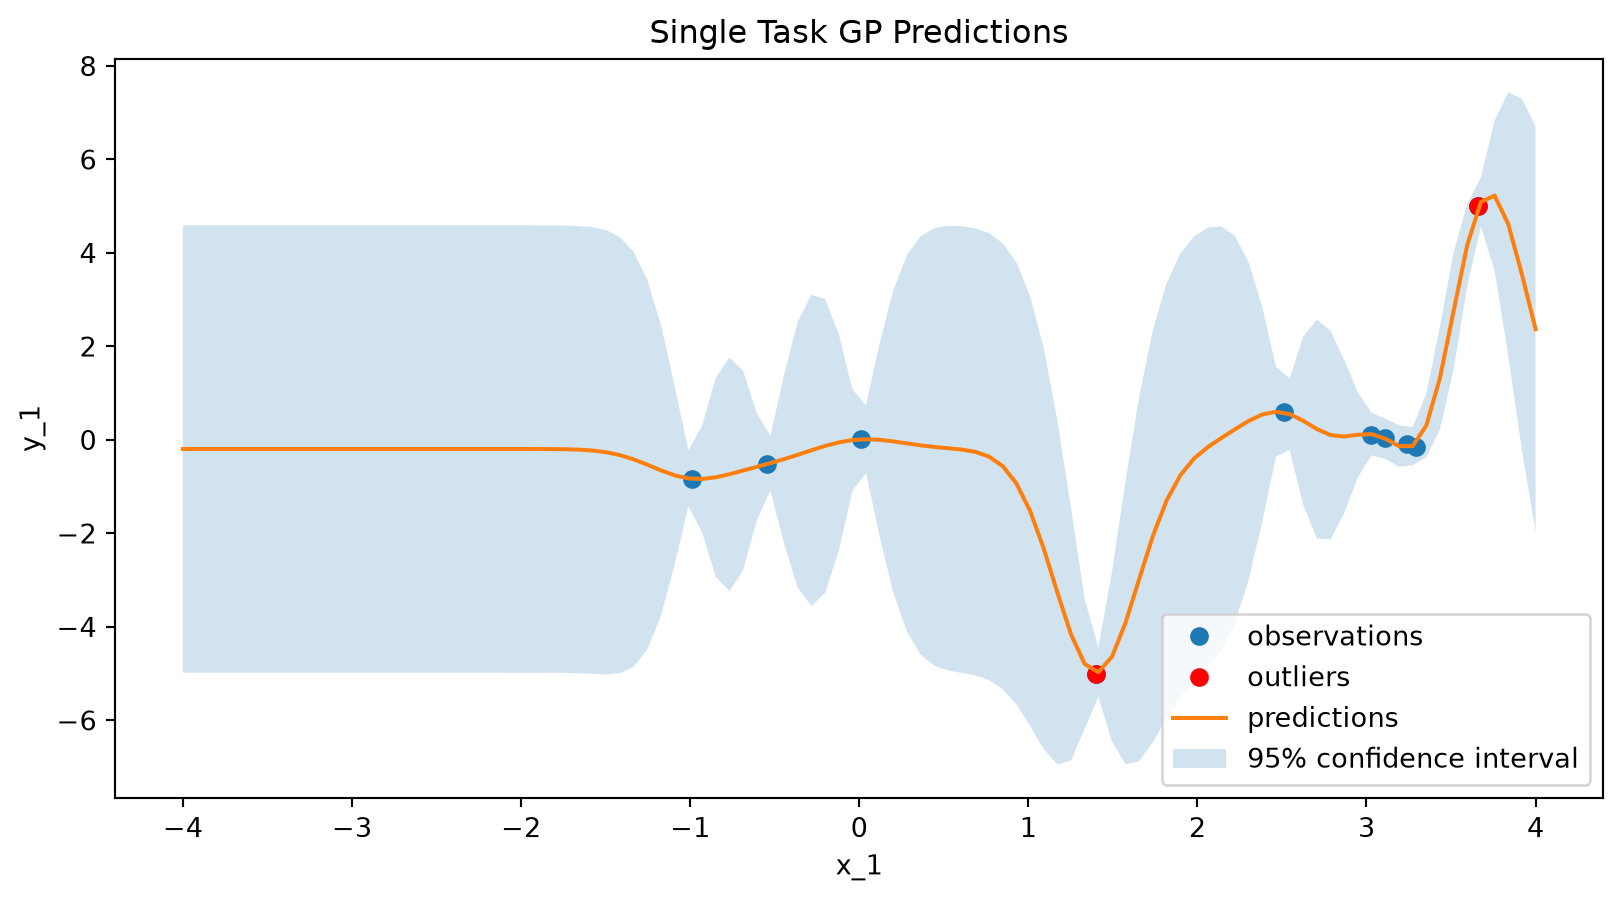 Single Task GP Predictions
8
6
4
2
0
−2
−4
−6
y_1
−4 −3 −2 −1 0 1 2 3 4
x_1
observations
outliers
predictions
95% confidence interval